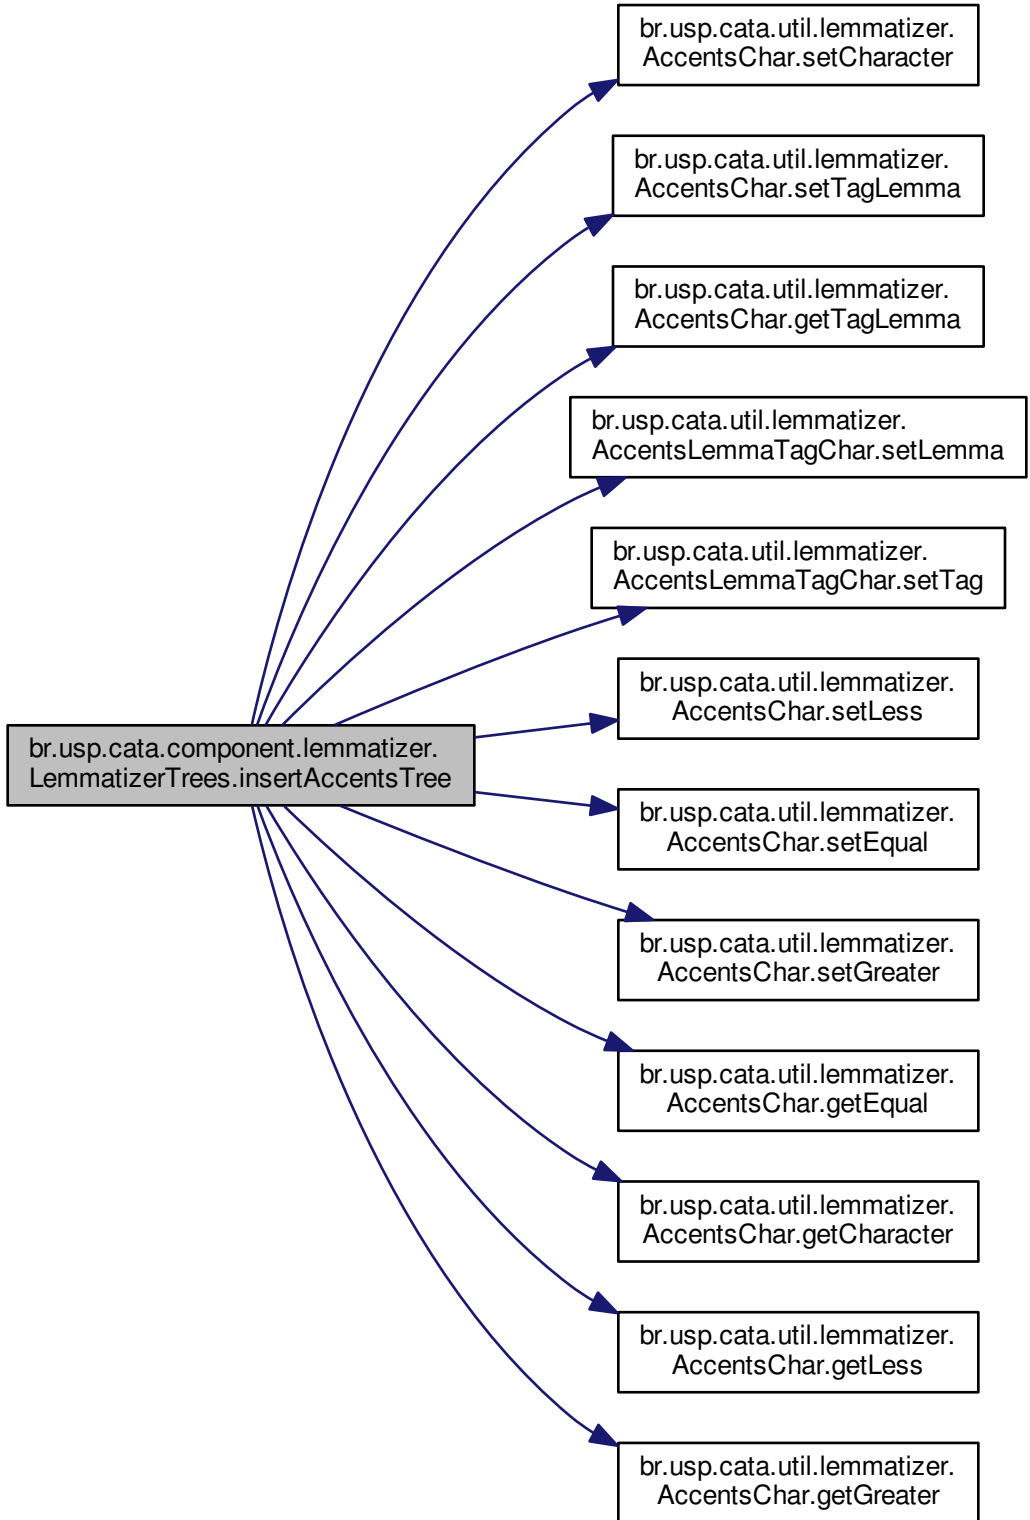 br.usp.cata.util.lemmatizer.
AccentsChar.setCharacter
br.usp.cata.util.lemmatizer.
AccentsChar.setTagLemma
br.usp.cata.util.lemmatizer.
AccentsChar.getTagLemma
br.usp.cata.util.lemmatizer.
AccentsLemmaTagChar.setLemma
br.usp.cata.util.lemmatizer.
AccentsLemmaTagChar.setTag
br.usp.cata.util.lemmatizer.
AccentsChar.setLess
br.usp.cata.component.lemmatizer.
LemmatizerTrees.insertAccentsTree
br.usp.cata.util.lemmatizer.
AccentsChar.setEqual
br.usp.cata.util.lemmatizer.
AccentsChar.setGreater
br.usp.cata.util.lemmatizer.
AccentsChar.getEqual
br.usp.cata.util.lemmatizer.
AccentsChar.getCharacter
br.usp.cata.util.lemmatizer.
AccentsChar.getLess
br.usp.cata.util.lemmatizer.
AccentsChar.getGreater